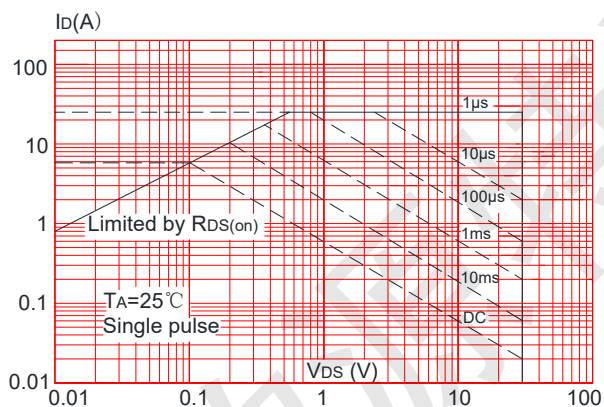 ID(A)
100
10
1
0.1
0.01
1μs
10μs
100μs
1ms
10ms
DC
Limited by RDS(on)
TA=25℃
Single pulse
VDS (V)
0.01 0.1 1 10 100